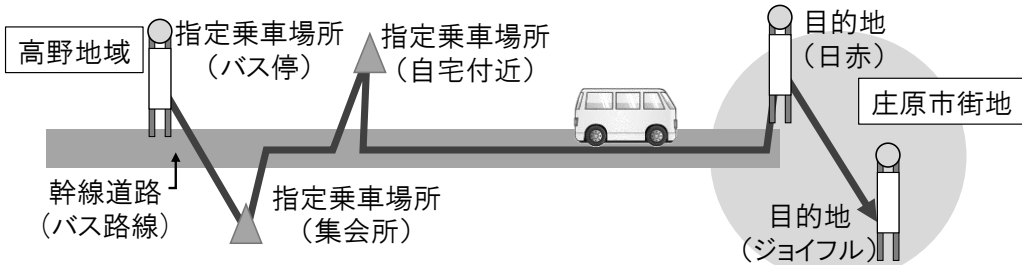 高野地域
指定乗車場所
（バス停）
指定乗車場所
（自宅付近）
目的地
（日赤）
庄原市街地
幹線道路
（バス路線）
指定乗車場所
（集会所）
目的地
（ジョイフル）